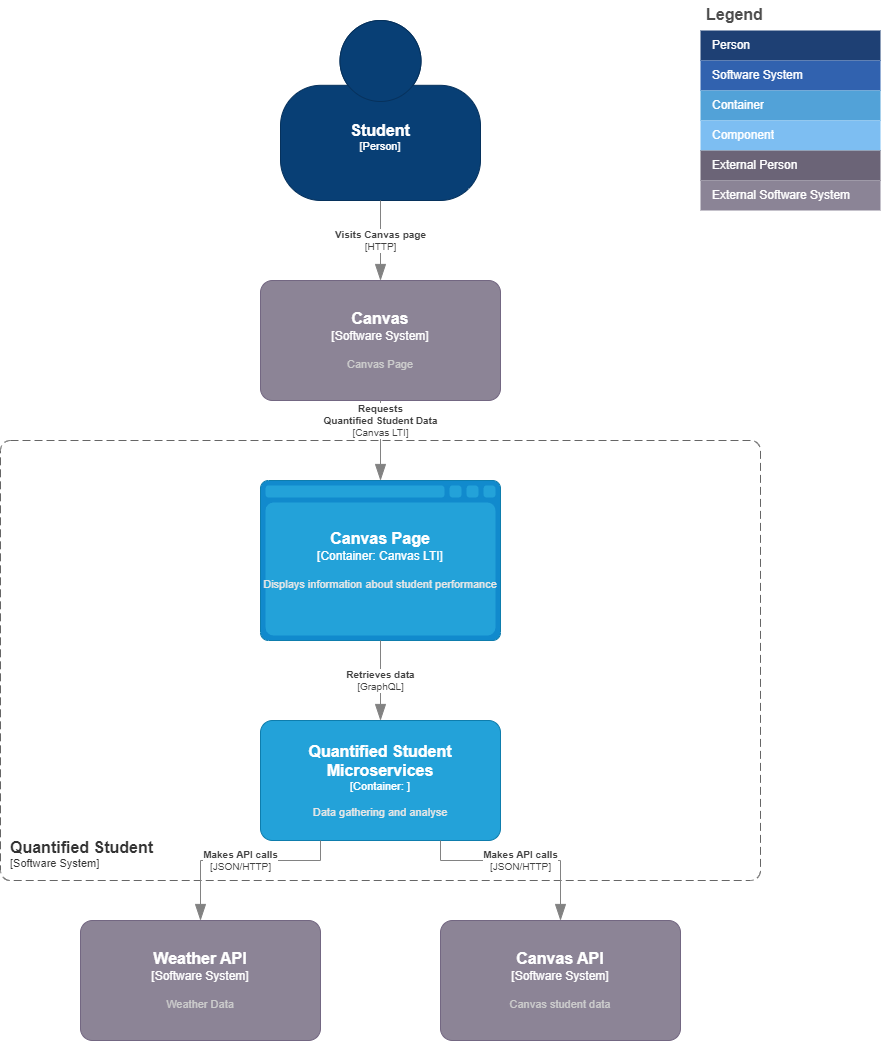 Legend
Person
Software System
Container
Component
External Person
External Software System
Student
[Person]
Visits Canvas page
[HTTP]
Canvas
[Software System]
Canvas Page
Requests
Quantified Student Data
[Canvas LTI]
Canvas Page
[Container: Canvas LTI]
Displays information about student performance
Retrieves data
[GraphQL]
Quantified Student
Microservices
[Container: ]
Data gathering and analyse
Quantified Student
[Software System]
Makes API calls
[JSON/HTTP]
Makes API calls
[JSON/HTTP]
Weather API
[Software System]
Weather Data
Canvas API
[Software System]
Canvas student data